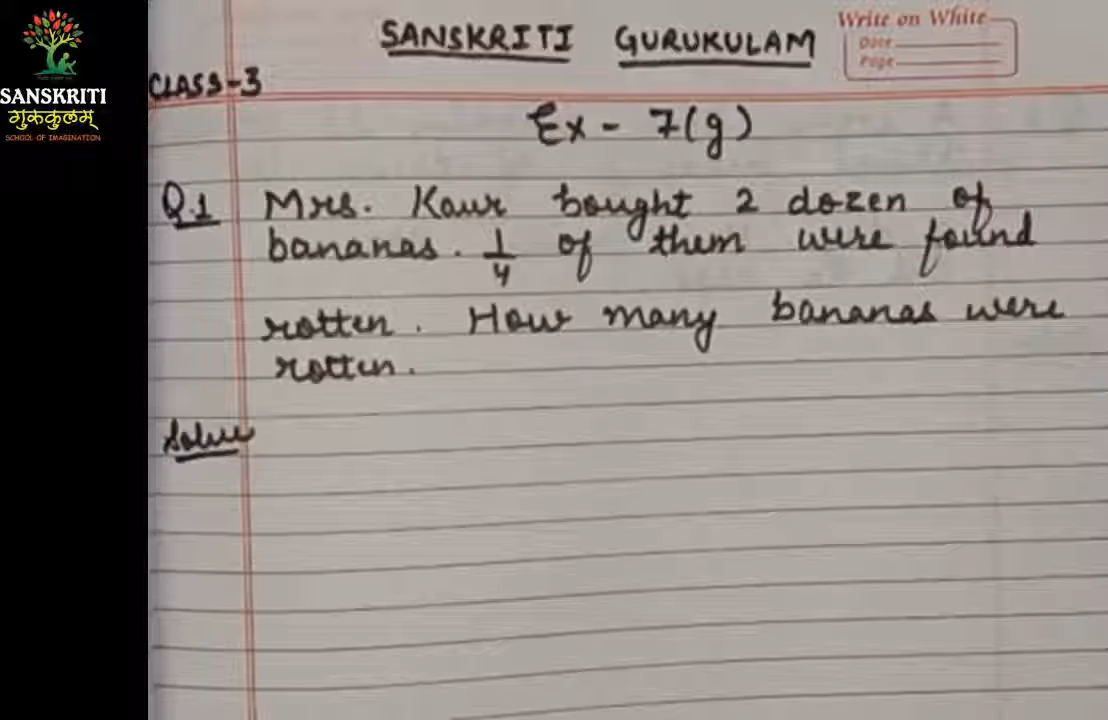 SANSKRITI
गुरुकुलम्
SCHOOL OF IMAGINATION
SANSKRITI GURUKULAM
Write on White
Date
Page
CLASS-3
Ex - 7(g)
Q.1 Mrs. Kaur bought 2 dozen of
bananas. 1/4 of them were found
rotten. How many bananas were
rotten.
Solve